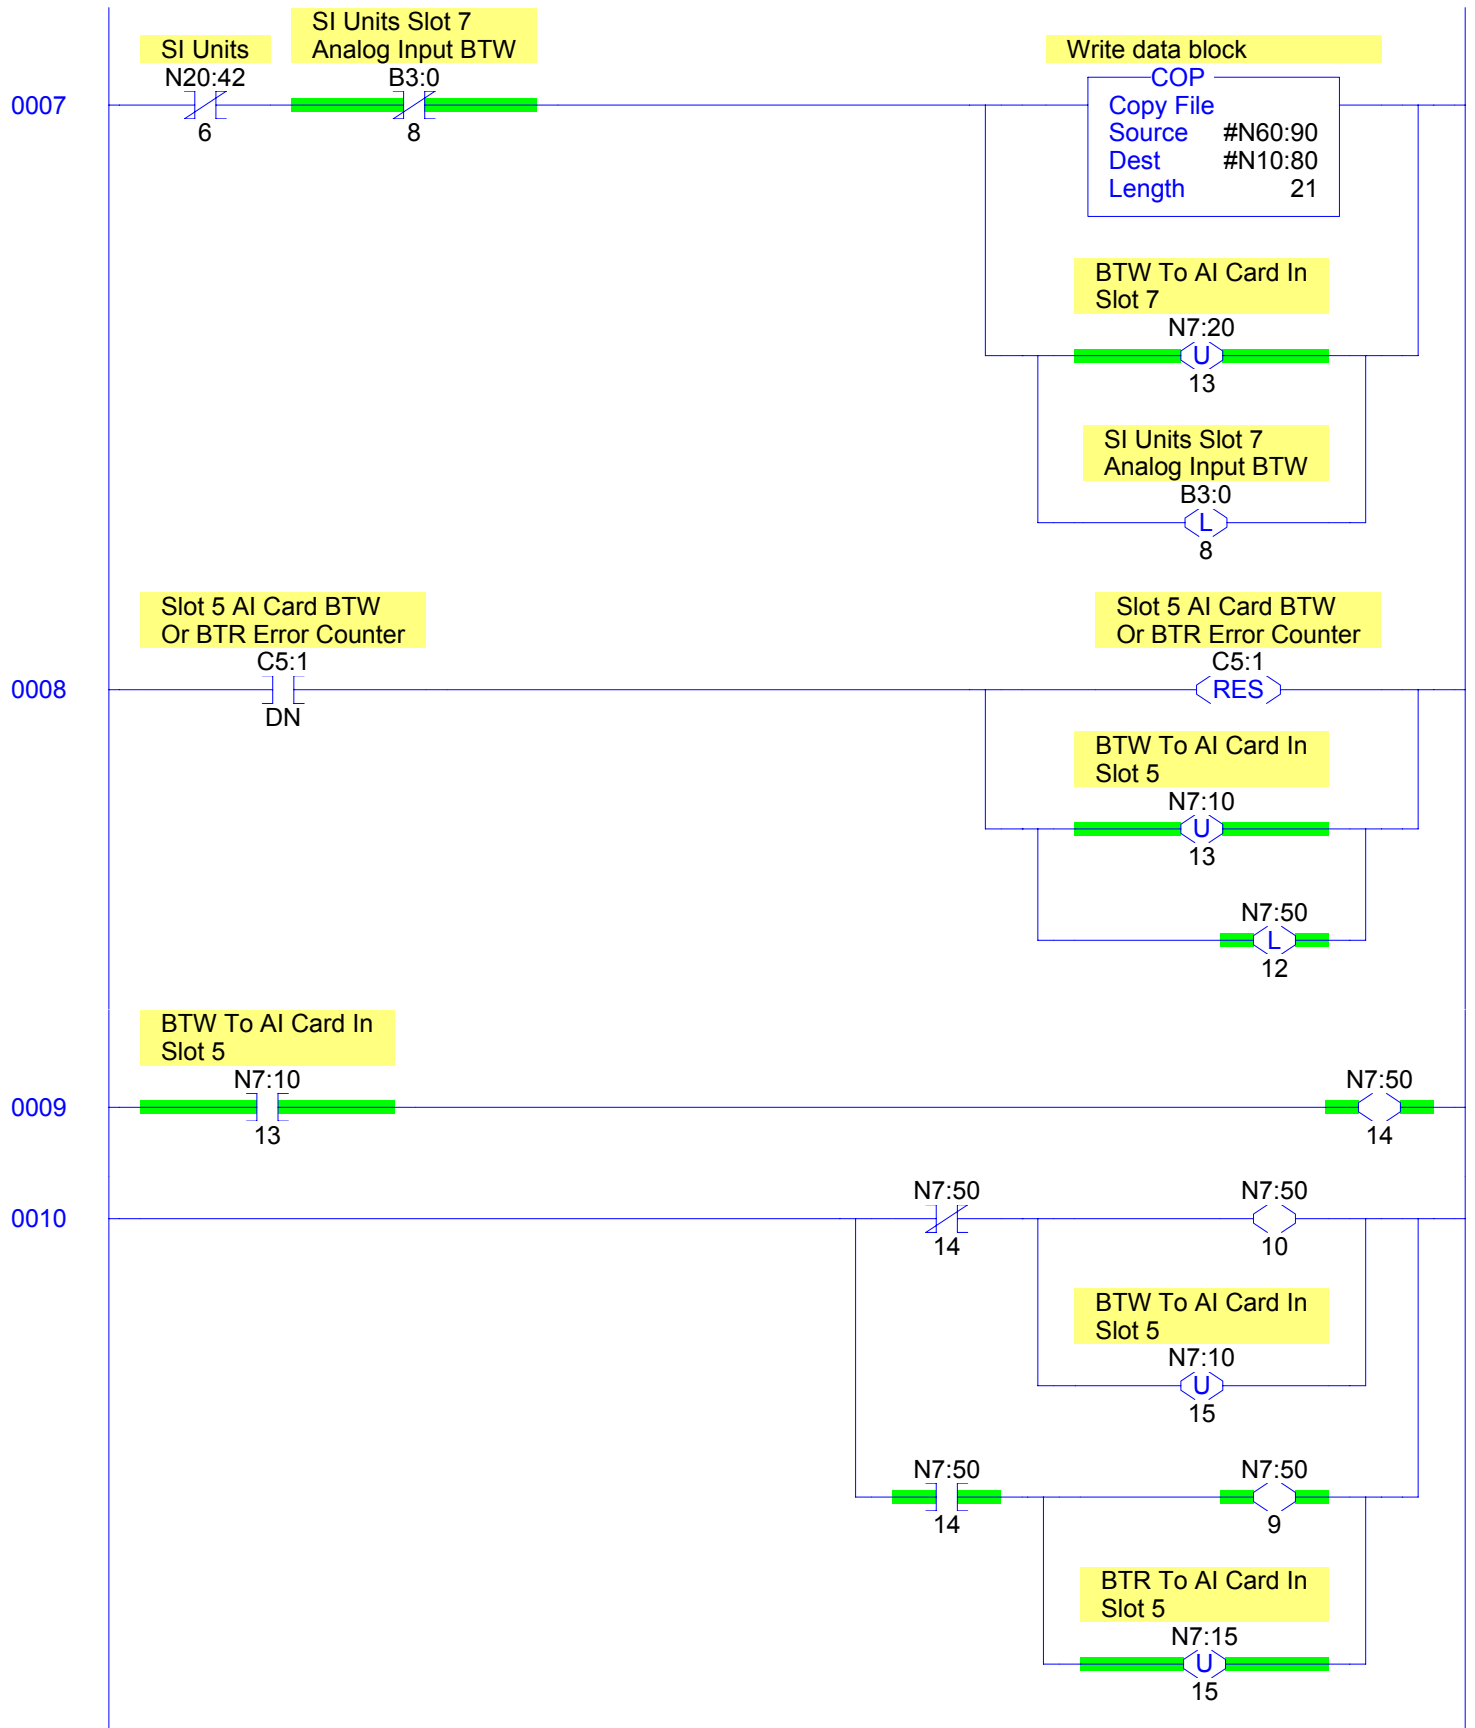 SI Units
SI Units Slot 7
Analog Input BTW
Write data block
N20:42
B3:0
COP
0007
Copy File
Source #N60:90
Dest #N10:80
Length 21
6
8
BTW To AI Card In
Slot 7
N7:20
U
13
SI Units Slot 7
Analog Input BTW
B3:0
L
8
Slot 5 AI Card BTW
Or BTR Error Counter
C5:1
0008
DN
Slot 5 AI Card BTW
Or BTR Error Counter
C5:1
RES
BTW To AI Card In
Slot 5
N7:10
U
13
N7:50
L
12
BTW To AI Card In
Slot 5
N7:10
0009
13
N7:50
14
0010
N7:50
14
N7:50
10
BTW To AI Card In
Slot 5
N7:10
U
15
N7:50
14
N7:50
9
BTR To AI Card In
Slot 5
N7:15
U
15